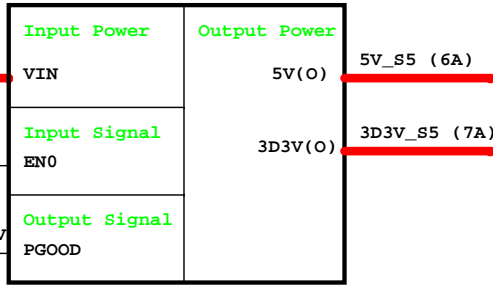 Input Power
Output Power
VIN
5V(O)
5V_S5 (6A)
Input Signal
EN0
3D3V(O)
3D3V_S5 (7A)
Output Signal
PGOOD